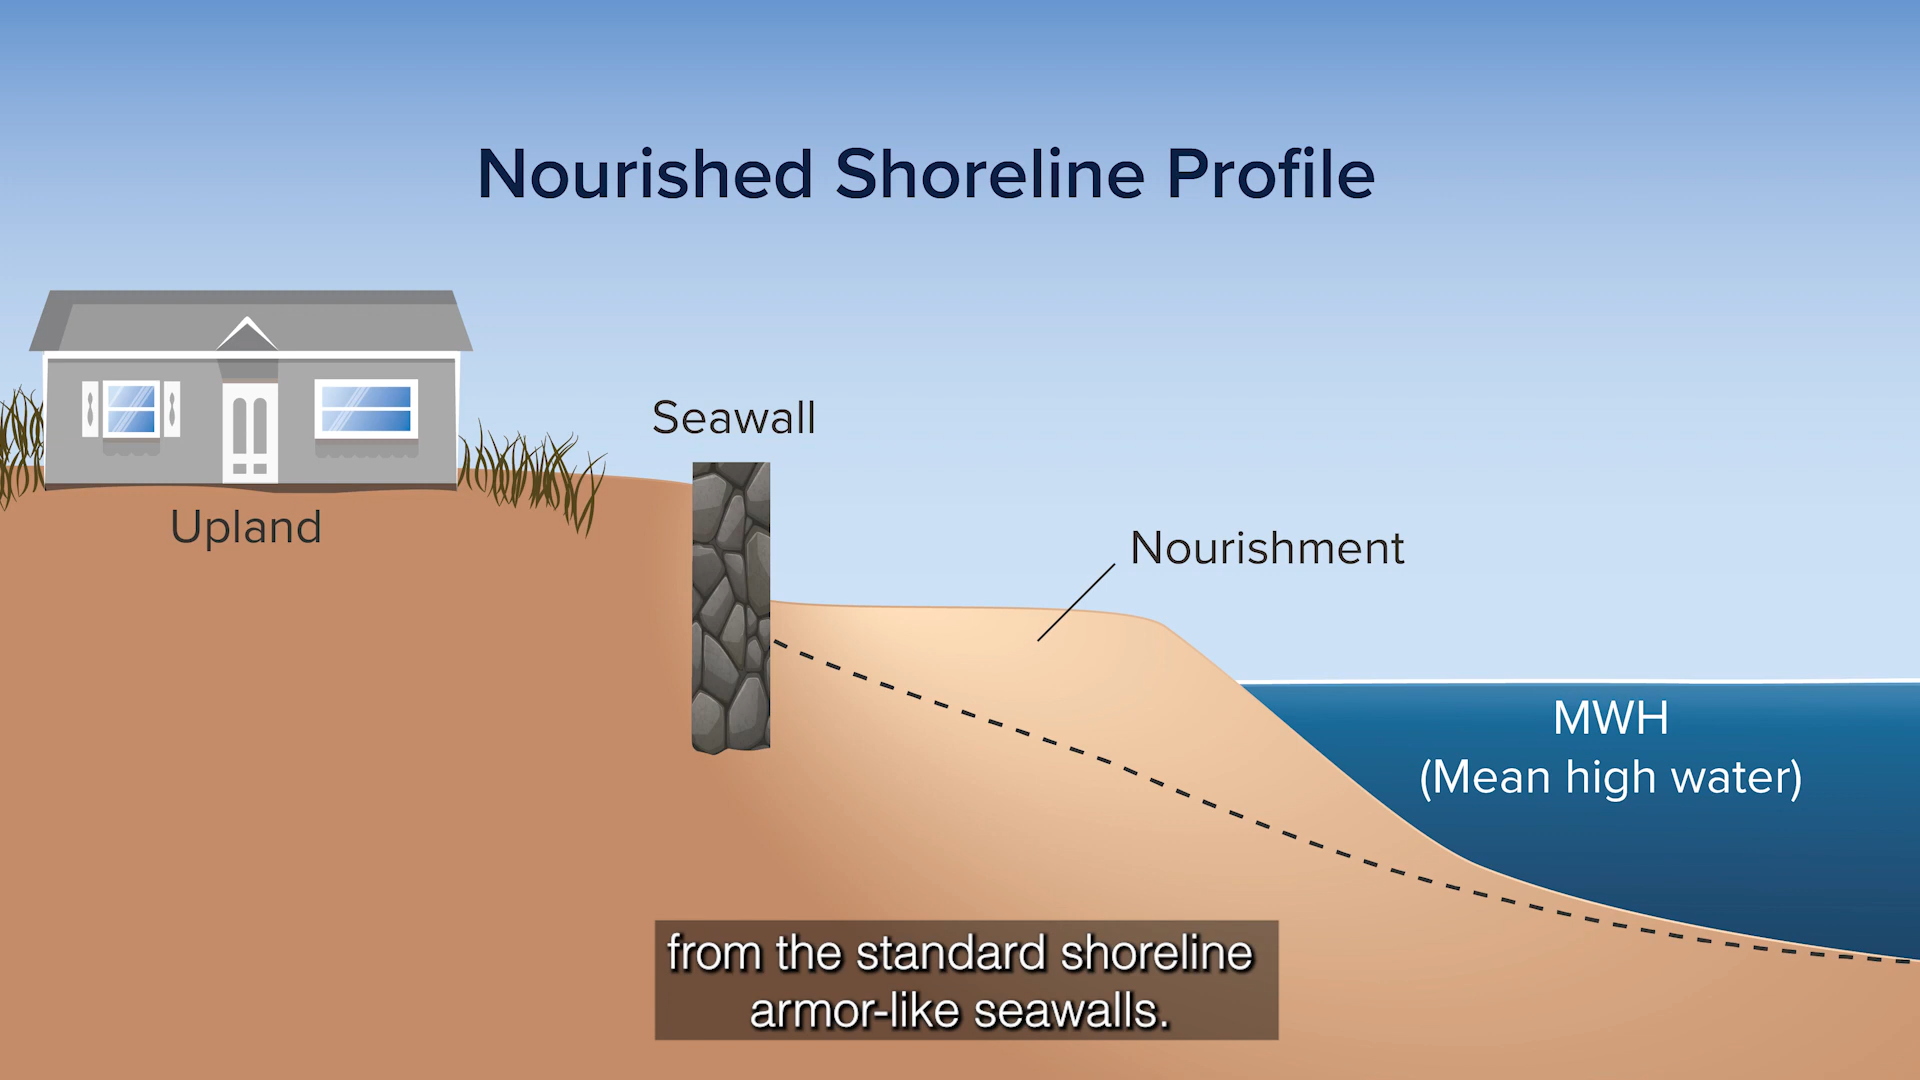 Nourished Shoreline Profile
Seawall
Upland
Nourishment
MWH
(Mean high water)
from the standard shoreline
armor-like seawalls.